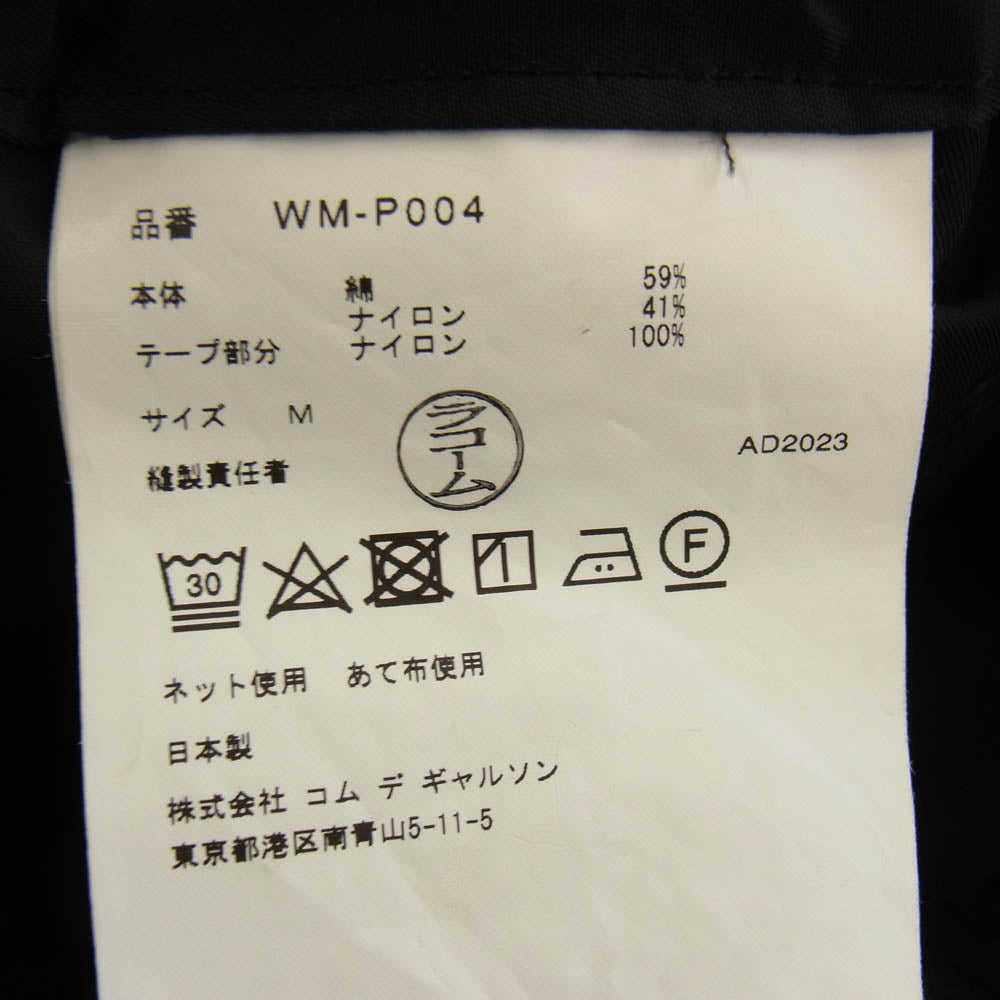 品番 WM-P004
本体 綿 59%
ナイロン 41%
テープ部分 ナイロン 100%
サイズ M
AD2023
縫製責任者 ラコーム
30
F
ネット使用 あて布使用
日本製
株式会社 コム デ ギャルソン
東京都港区南青山5-11-5